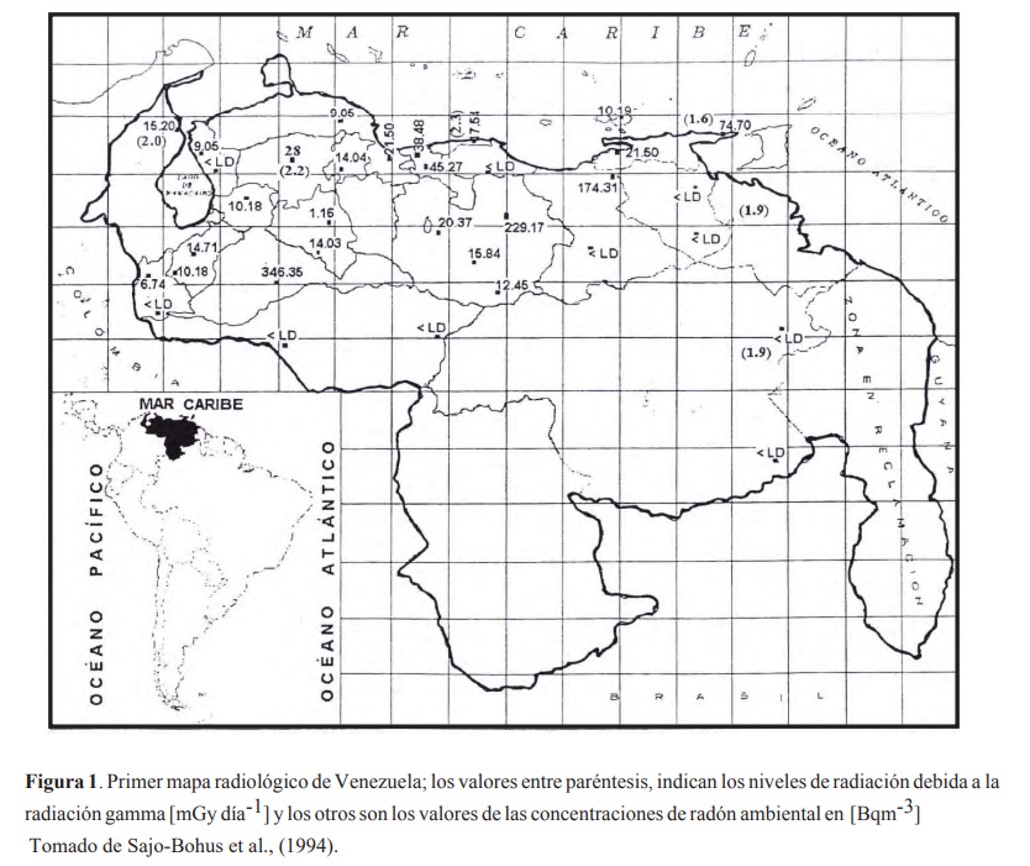 M A R C A R I B E
10.19
9.05
(2.3)
17.54
(1.6)
74.70
15.20
(2.0)
9.05
21.50
38.48
21.50
OCEANO ATLÁNTICO
28
(2.2)
14.04
45.27
< LD
< LD
LAGO
DE
MARACAIBO
174.31
< LD
10.18
1.16
20.37
229.17
(1.9)
< LD
14.71
14.03
15.84
< LD
10.18
6.74
346.35
12.45
COLOMBIA
< LD
< LD
< LD
< LD
(1.9)
ZONA EN RECLAMACION
GUYANA
< LD
MAR CARIBE
OCÉANO PACÍFICO
OCÉANO ATLÁNTICO
B R A S I L
Figura 1. Primer mapa radiológico de Venezuela; los valores entre paréntesis, indican los niveles de radiación debida a la
radiación gamma [mGy día-1] y los otros son los valores de las concentraciones de radón ambiental en [Bqm-3]
Tomado de Sajo-Bohus et al., (1994).